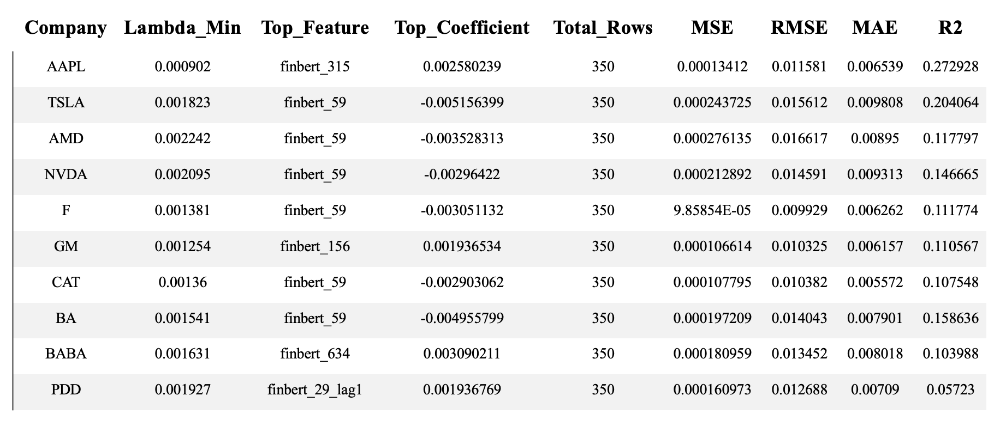 Company Lambda_Min Top_Feature Top_Coefficient Total_Rows MSE RMSE MAE R2
AAPL 0.000902 finbert_315 0.002580239 350 0.00013412 0.011581 0.006539 0.272928
TSLA 0.001823 finbert_59 -0.005156399 350 0.000243725 0.015612 0.009808 0.204064
AMD 0.002242 finbert_59 -0.003528313 350 0.000276135 0.016617 0.00895 0.117797
NVDA 0.002095 finbert_59 -0.00296422 350 0.000212892 0.014591 0.009313 0.146665
F 0.001381 finbert_59 -0.003051132 350 9.85854E-05 0.009929 0.006262 0.111774
GM 0.001254 finbert_156 0.001936534 350 0.000106614 0.010325 0.006157 0.110567
CAT 0.00136 finbert_59 -0.002903062 350 0.000107795 0.010382 0.005572 0.107548
BA 0.001541 finbert_59 -0.004955799 350 0.000197209 0.014043 0.007901 0.158636
BABA 0.001631 finbert_634 0.003090211 350 0.000180959 0.013452 0.008018 0.103988
PDD 0.001927 finbert_29_lag1 0.001936769 350 0.000160973 0.012688 0.00709 0.05723